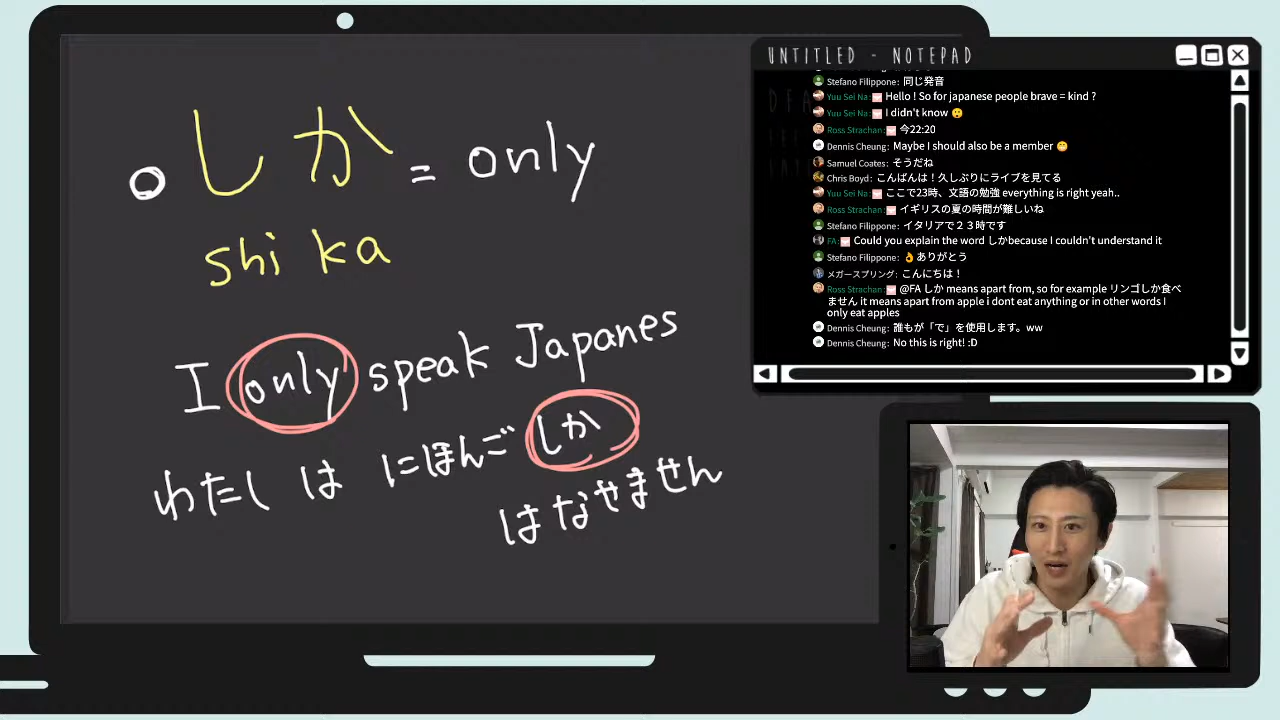 しか = only
shi ka
I only speak Japanes
わたし は にほんご しか
はなせません
UNTITLED - NOTEPAD
Stefano Filippone: 同じ発音
Yuu Sei Na: Hello ! So for japanese people brave = kind ?
Yuu Sei Na: I didn't know 😲
Ross Strachan: 今22:20
Dennis Cheung: Maybe I should also be a member 😁
Samuel Coates: そうだね
Chris Boyd: こんばんは！久しぶりにライブを見てる
Yuu Sei Na: ここで23時、文語の勉強 everything is right yeah..
Ross Strachan: イギリスの夏の時間が難しいね
Stefano Filippone: イタリアで２３時です
FA: Could you explain the word しかbecause I couldn't understand it
Stefano Filippone: 👌ありがとう
メガースプリング: こんにちは！
Ross Strachan: @FA しか means apart from, so for example リンゴしか食べ
ません it means apart from apple i dont eat anything or in other words I
only eat apples
Dennis Cheung: 誰もが「で」を使用します。ww
Dennis Cheung: No this is right! :D